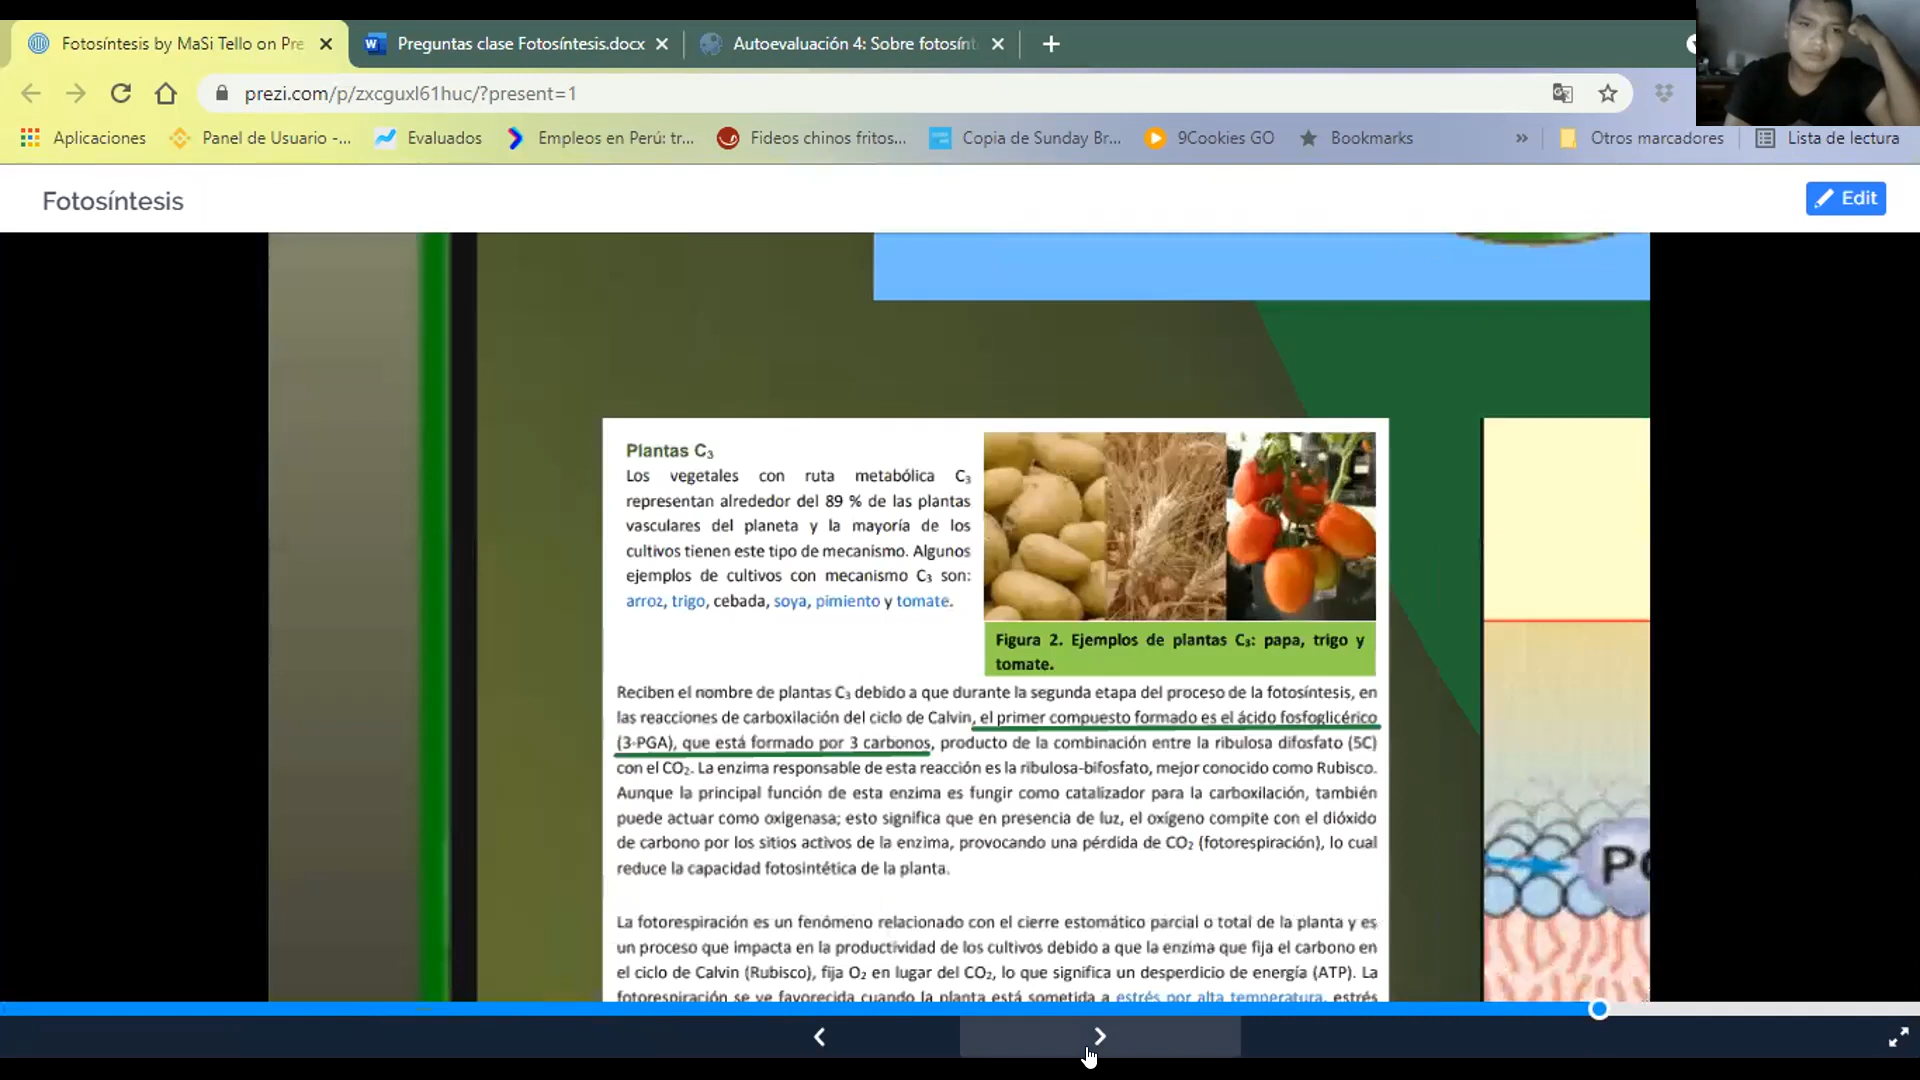 Fotosíntesis by MaSi Tello on Pre
Preguntas clase Fotosíntesis.docx
Autoevaluación 4: Sobre fotosínt
prezi.com/p/zxcguxl61huc/?present=1
Aplicaciones
Panel de Usuario -...
Evaluados
Empleos en Perú: tr...
Fideos chinos fritos...
Copia de Sunday Br...
9Cookies GO
Bookmarks
»
Otros marcadores
Lista de lectura
Fotosíntesis
Edit
Plantas C₃
Los vegetales con ruta metabólica C₃
representan alrededor del 89 % de las plantas
vasculares del planeta y la mayoría de los
cultivos tienen este tipo de mecanismo. Algunos
ejemplos de cultivos con mecanismo C₃ son:
arroz, trigo, cebada, soya, pimiento y tomate.
Figura 2. Ejemplos de plantas C₃: papa, trigo y
tomate.
Reciben el nombre de plantas C₃ debido a que durante la segunda etapa del proceso de la fotosíntesis, en
las reacciones de carboxilación del ciclo de Calvin, el primer compuesto formado es el ácido fosfoglicérico
(3-PGA), que está formado por 3 carbonos, producto de la combinación entre la ribulosa difosfato (5C)
con el CO₂. La enzima responsable de esta reacción es la ribulosa-bifosfato, mejor conocido como Rubisco.
Aunque la principal función de esta enzima es fungir como catalizador para la carboxilación, también
puede actuar como oxigenasa; esto significa que en presencia de luz, el oxígeno compite con el dióxido
de carbono por los sitios activos de la enzima, provocando una pérdida de CO₂ (fotorespiración), lo cual
reduce la capacidad fotosintética de la planta.
La fotorespiración es un fenómeno relacionado con el cierre estomático parcial o total de la planta y es
un proceso que impacta en la productividad de los cultivos debido a que la enzima que fija el carbono en
el ciclo de Calvin (Rubisco), fija O₂ en lugar del CO₂, lo que significa un desperdicio de energía (ATP). La
fotorespiración se ve favorecida cuando la planta está sometida a estrés por alta temperatura, estrés